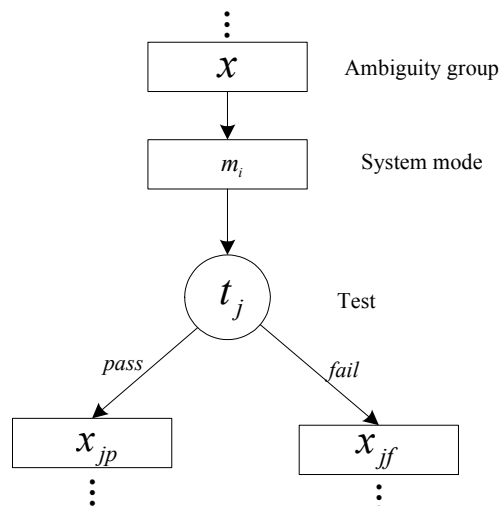 x
Ambiguity group
m_i
System mode
t_j
Test
pass
fail
x_jp
x_jf